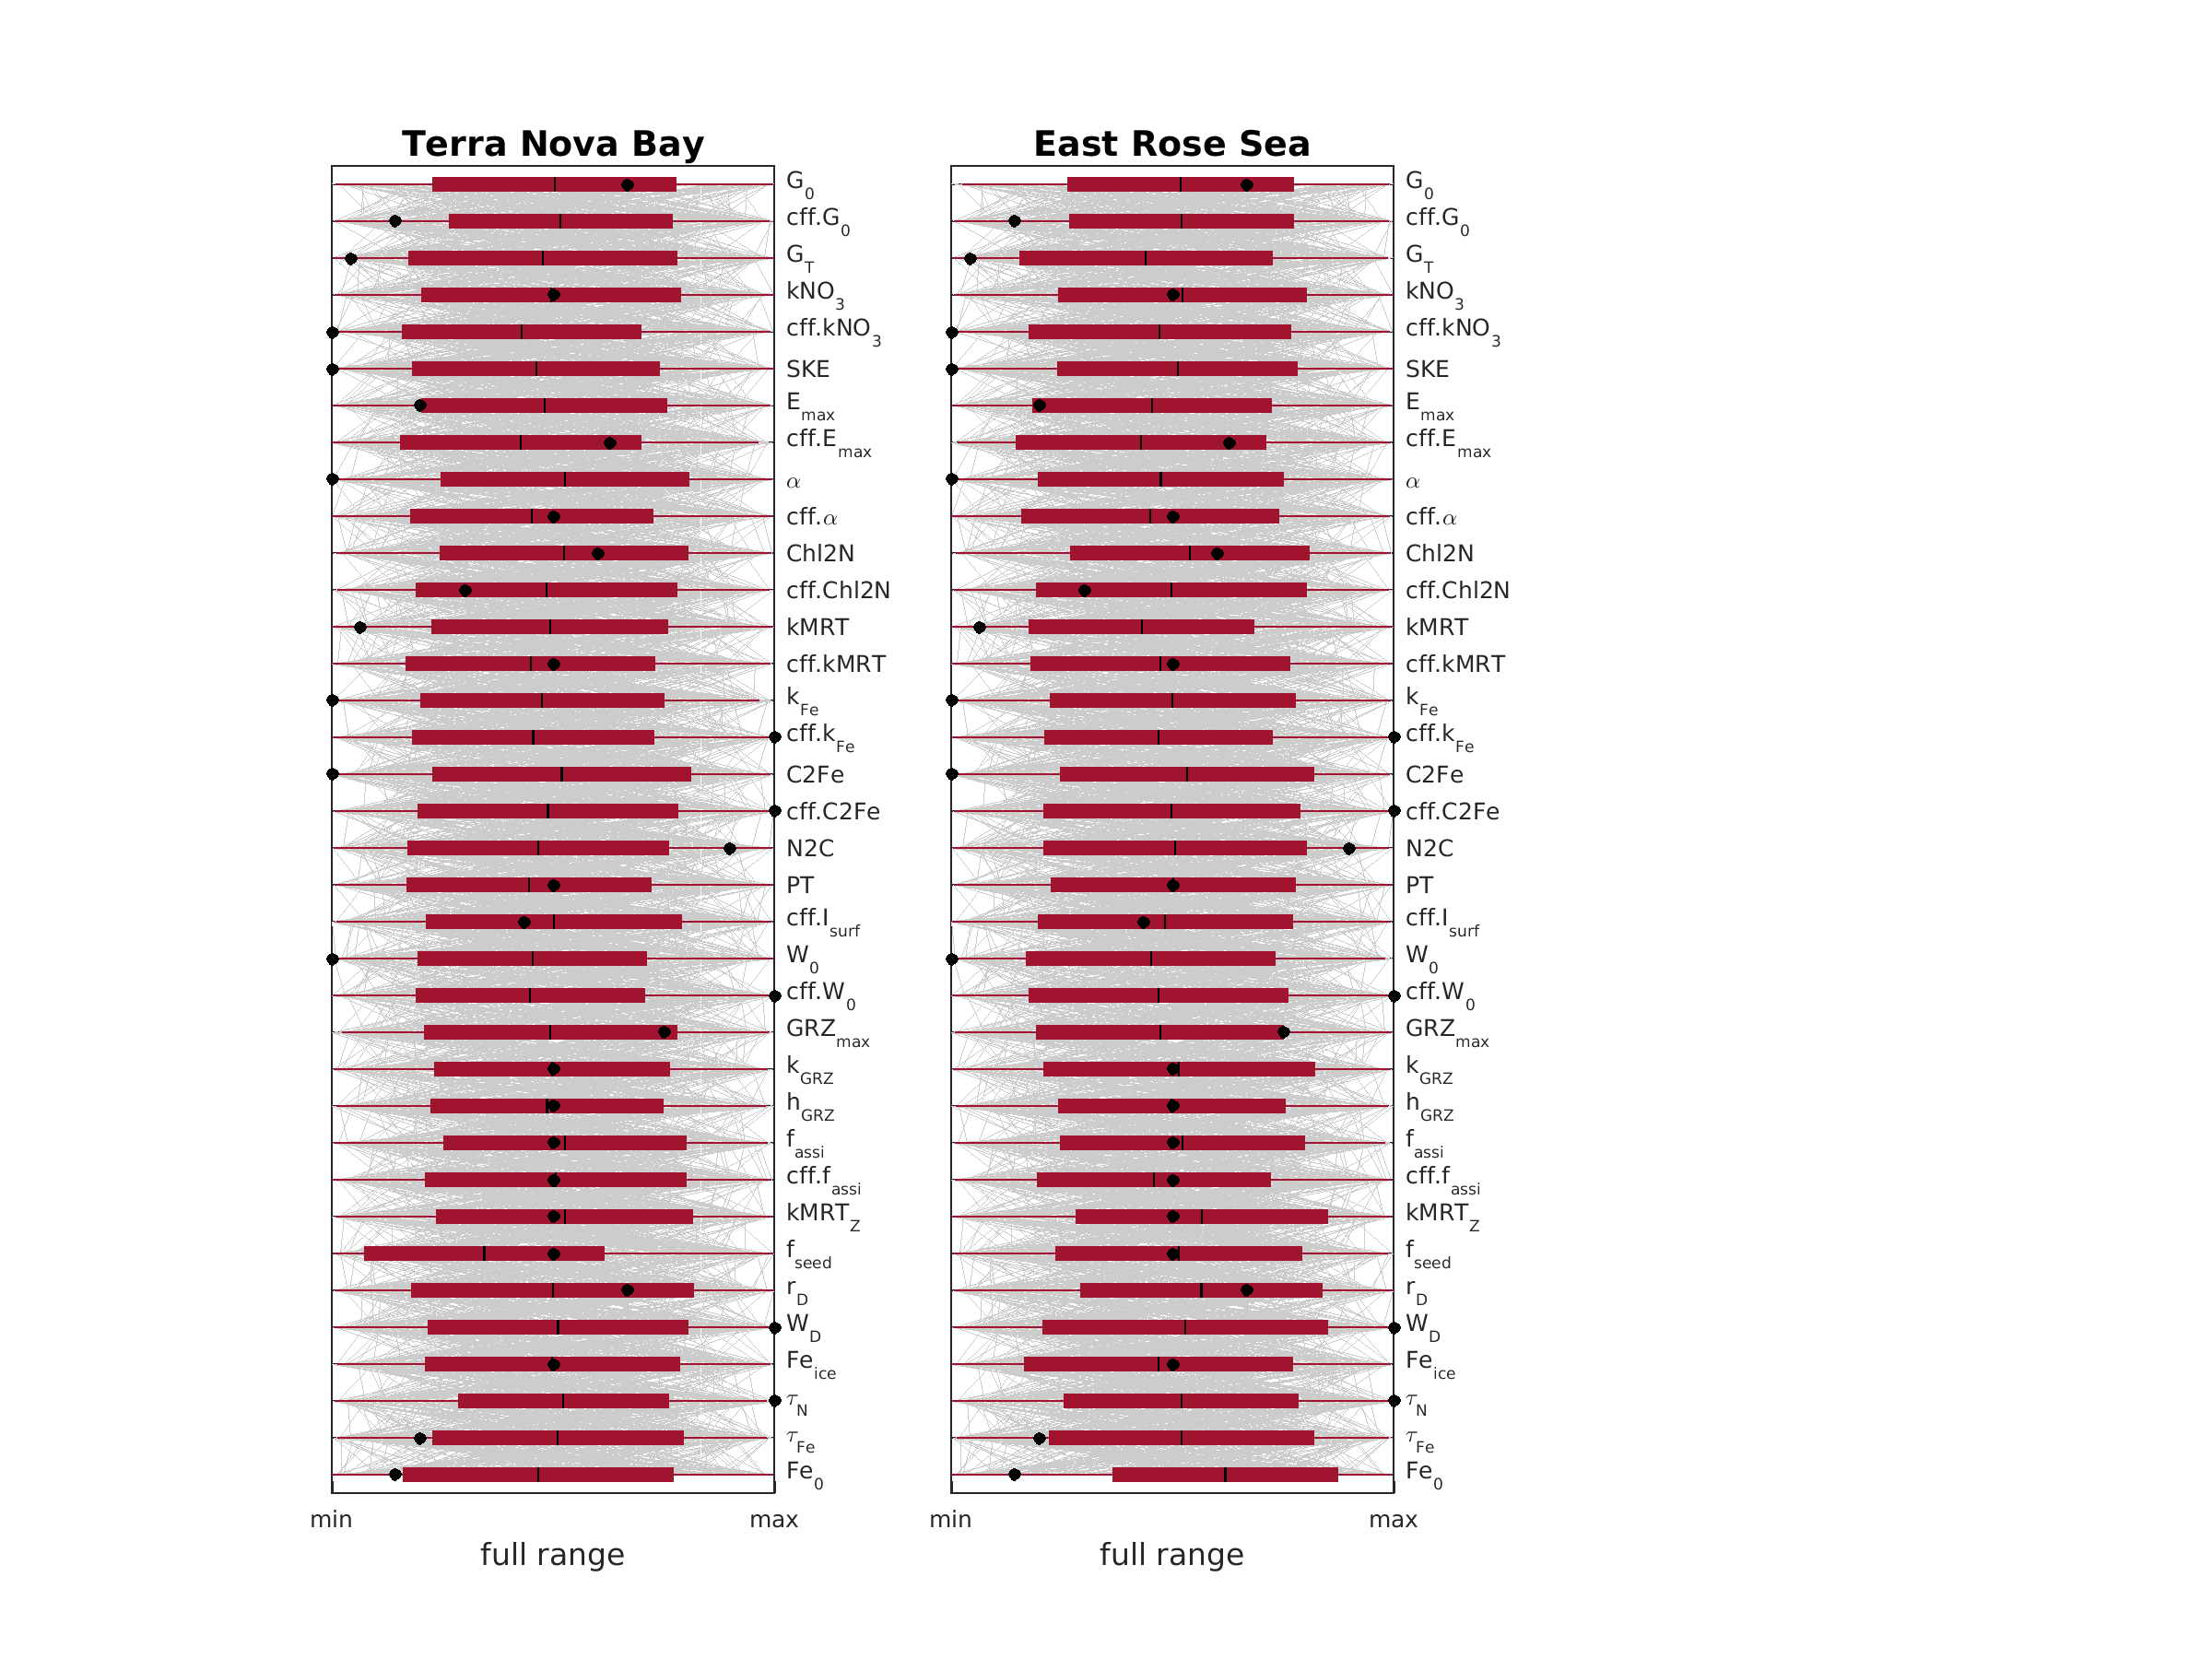 Terra Nova Bay
G0
cff.G0
GT
kNO3
cff.kNO3
SKE
Emax
cff.Emax
α
cff.α
Chl2N
cff.Chl2N
kMRT
cff.kMRT
kFe
cff.kFe
C2Fe
cff.C2Fe
N2C
PT
cff.Isurf
W0
cff.W0
GRZmax
kGRZ
hGRZ
fassi
cff.fassi
kMRTZ
fseed
rD
WD
Feice
τN
τFe
Fe0
min max
full range
East Rose Sea
G0
cff.G0
GT
kNO3
cff.kNO3
SKE
Emax
cff.Emax
α
cff.α
Chl2N
cff.Chl2N
kMRT
cff.kMRT
kFe
cff.kFe
C2Fe
cff.C2Fe
N2C
PT
cff.Isurf
W0
cff.W0
GRZmax
kGRZ
hGRZ
fassi
cff.fassi
kMRTZ
fseed
rD
WD
Feice
τN
τFe
Fe0
min max
full range